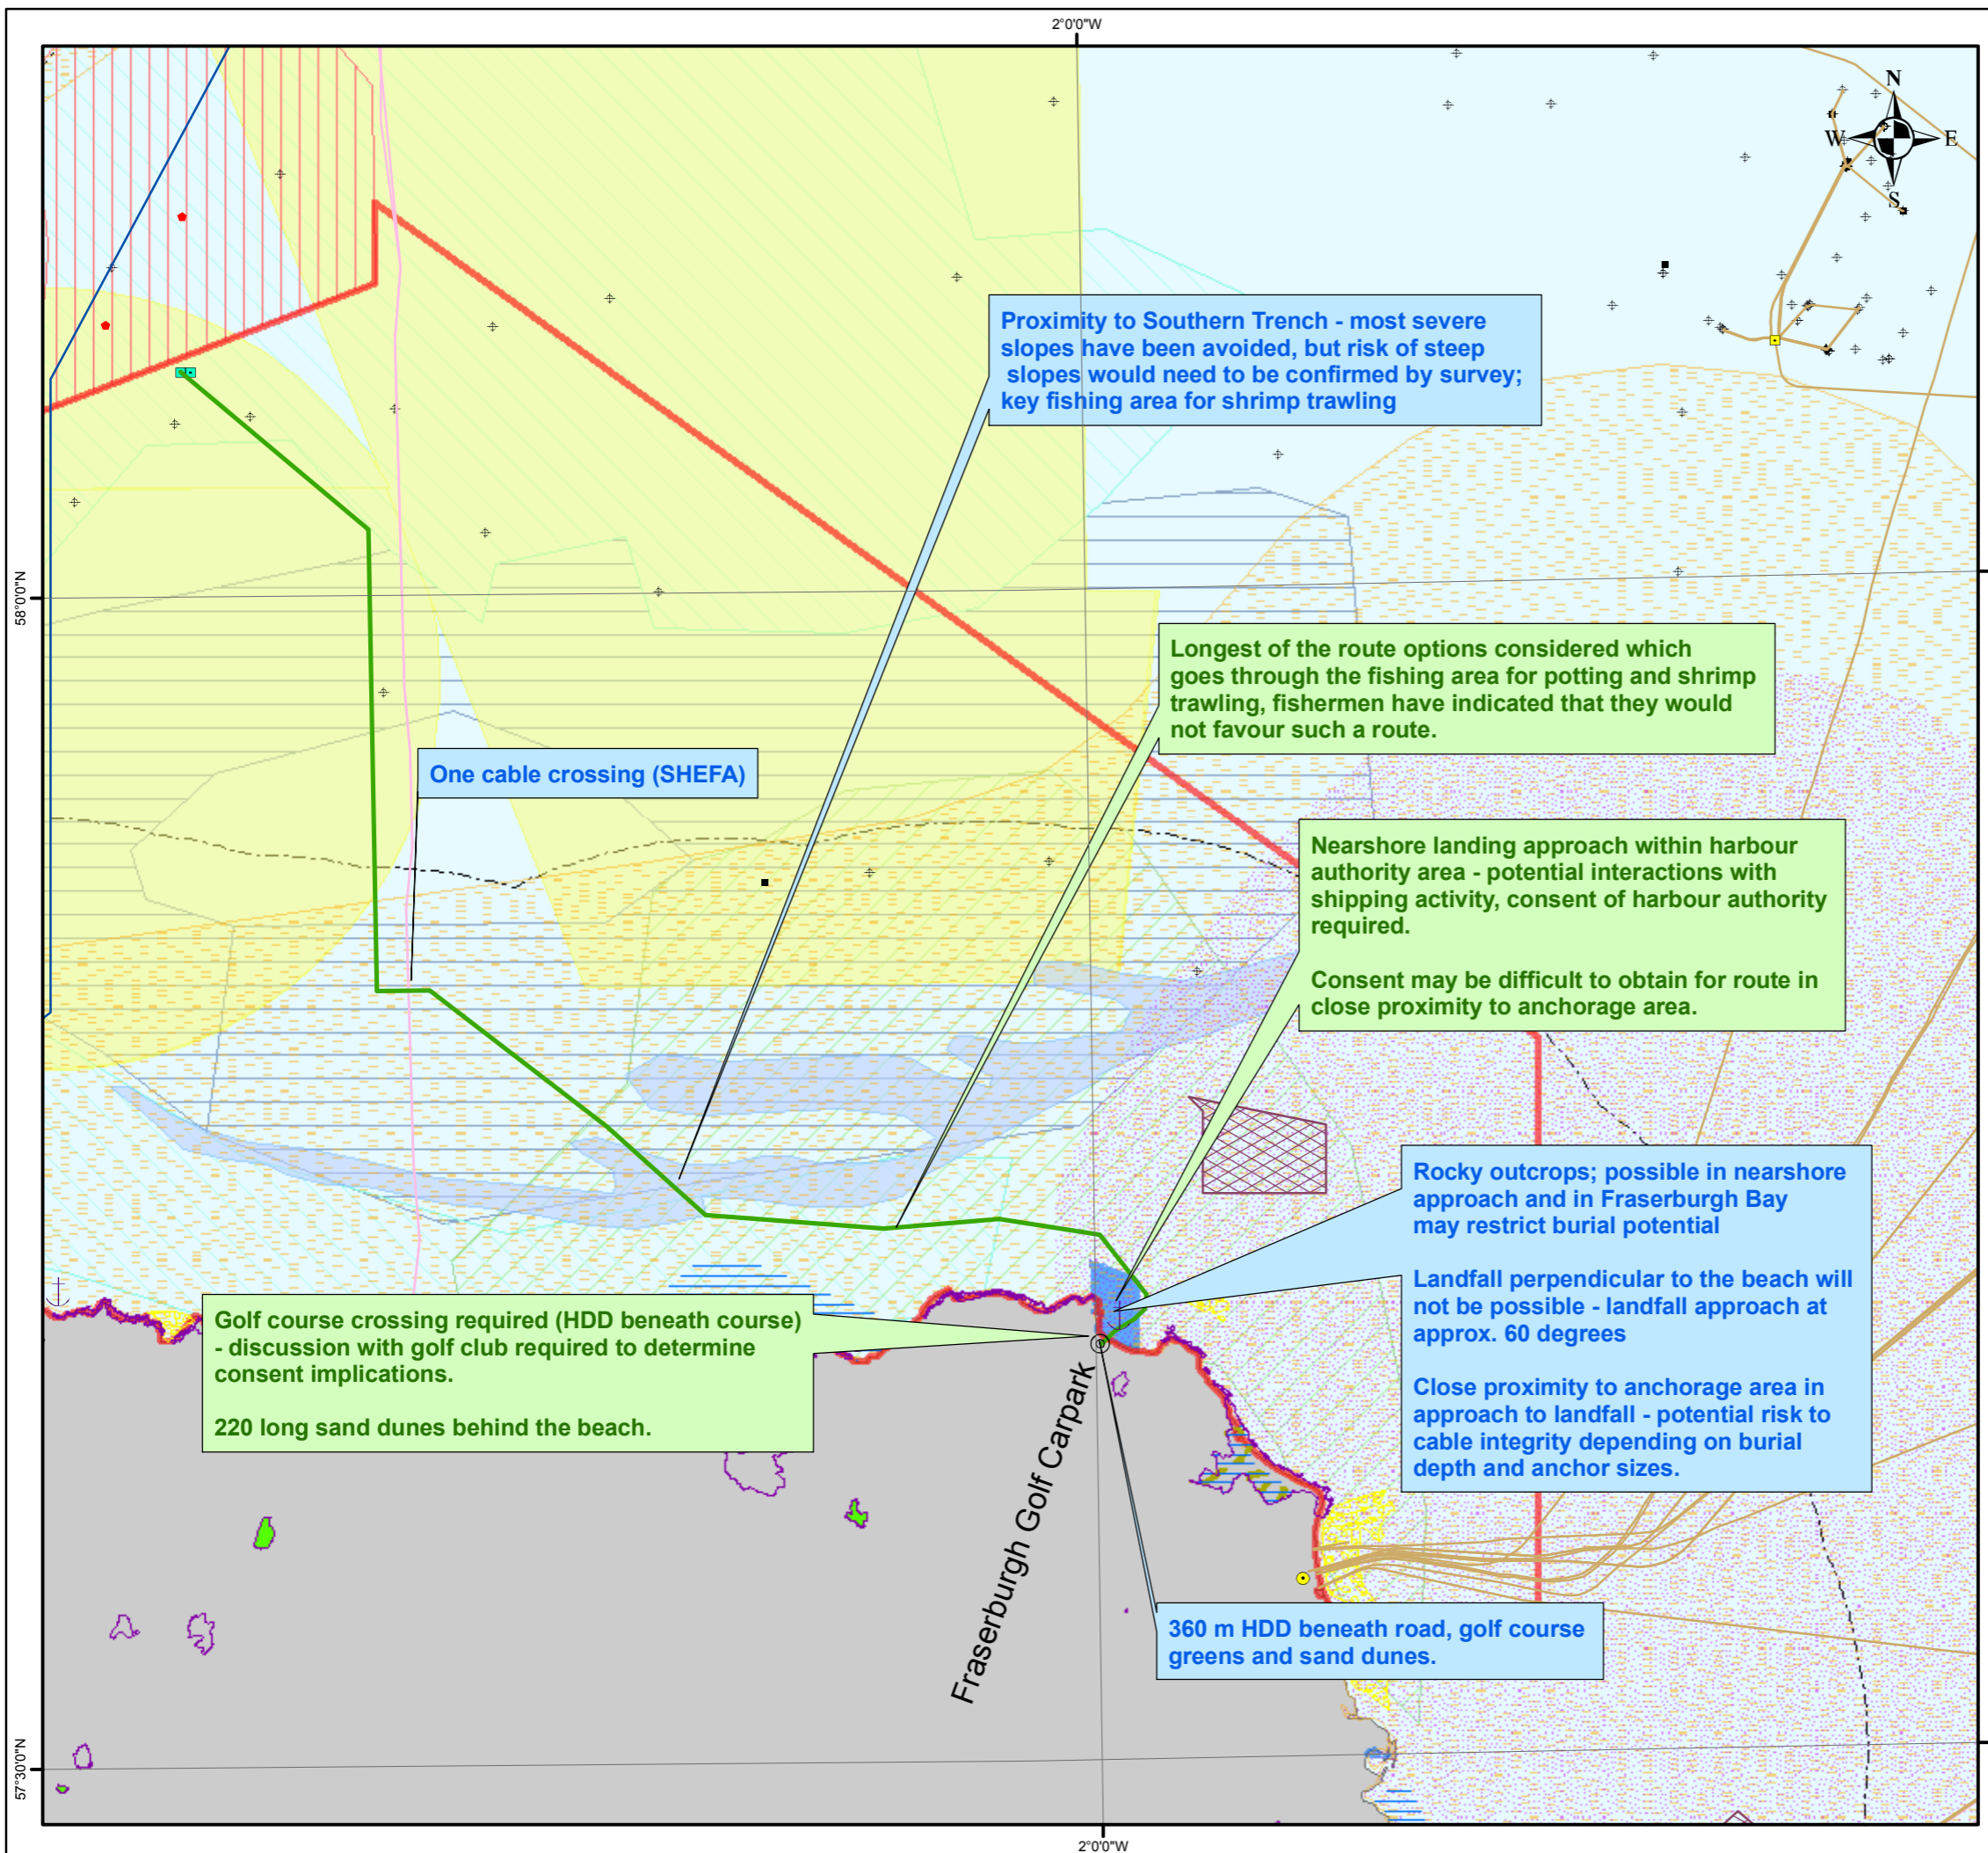 2°0'0"W
N
W
E
S
Proximity to Southern Trench - most severe
slopes have been avoided, but risk of steep
slopes would need to be confirmed by survey;
key fishing area for shrimp trawling
58°0'0"N
Longest of the route options considered which
goes through the fishing area for potting and shrimp
trawling, fishermen have indicated that they would
not favour such a route.
One cable crossing (SHEFA)
Nearshore landing approach within harbour
authority area - potential interactions with
shipping activity, consent of harbour authority
required.
Consent may be difficult to obtain for route in
close proximity to anchorage area.
Rocky outcrops; possible in nearshore
approach and in Fraserburgh Bay
may restrict burial potential
Landfall perpendicular to the beach will
not be possible - landfall approach at
approx. 60 degrees
Close proximity to anchorage area in
approach to landfall - potential risk to
cable integrity depending on burial
depth and anchor sizes.
Golf course crossing required (HDD beneath course)
- discussion with golf club required to determine
consent implications.
220 long sand dunes behind the beach.
Fraserburgh Golf Carpark
360 m HDD beneath road, golf course
greens and sand dunes.
57°30'0"N
2°0'0"W